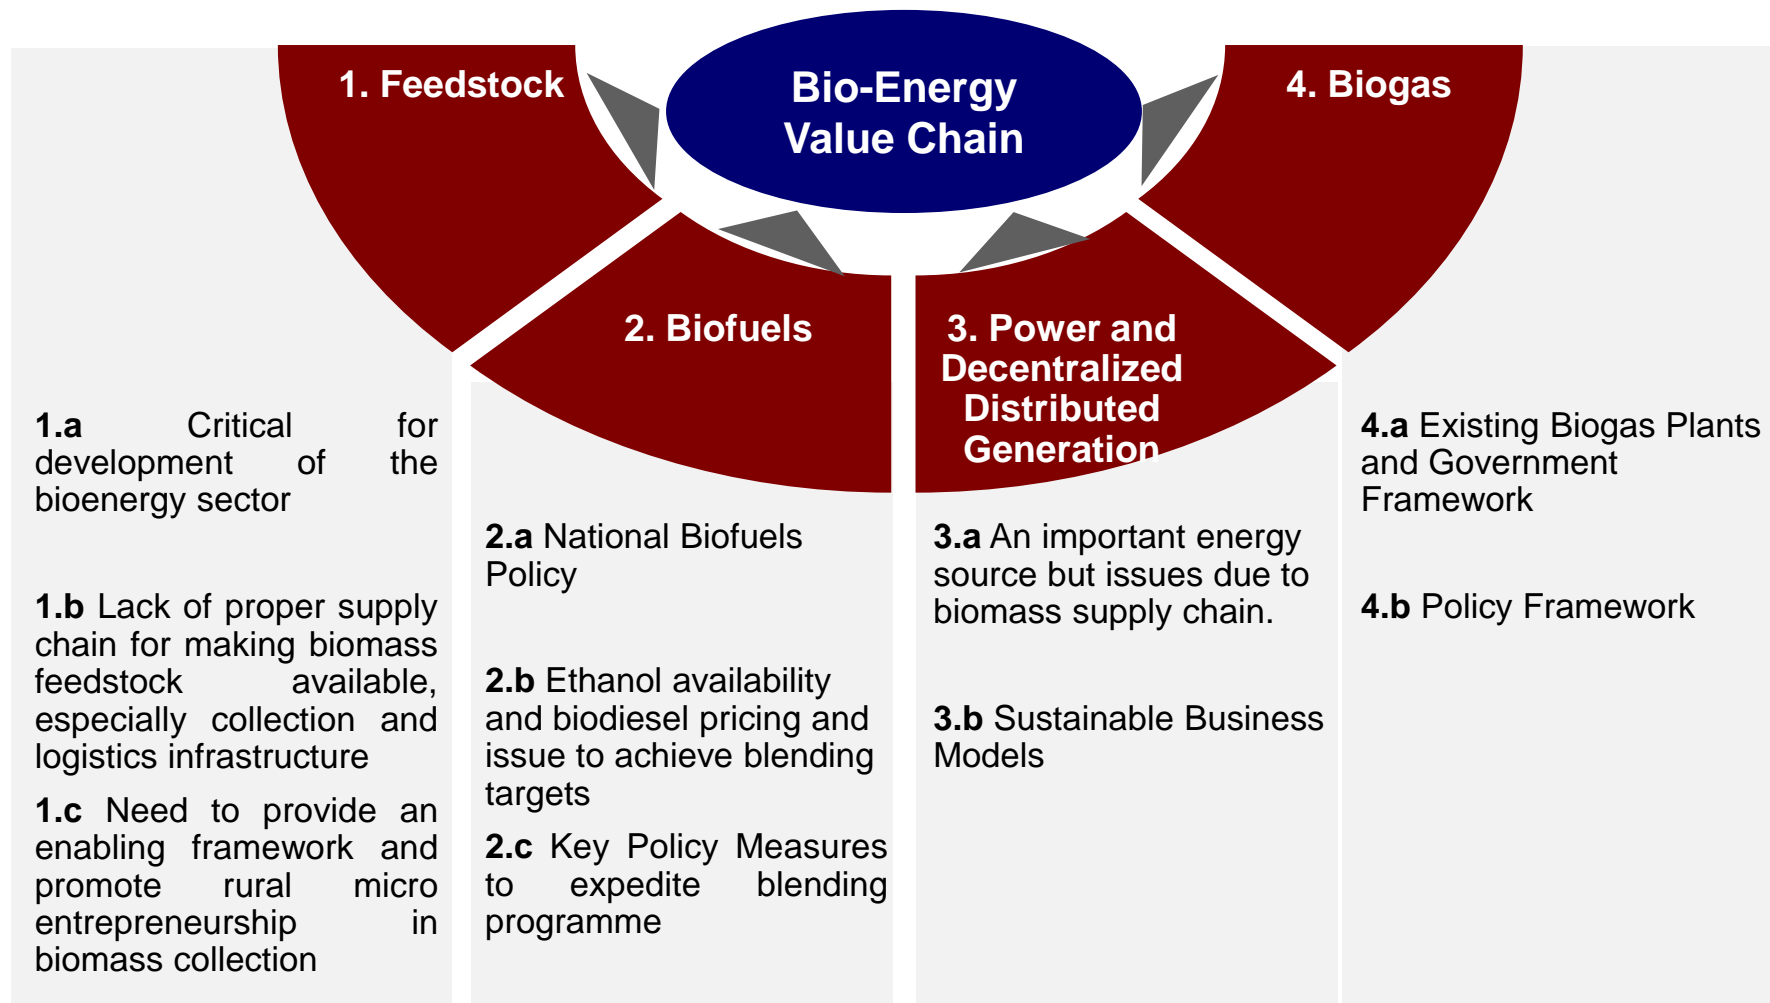 Bio-Energy
Value Chain
1. Feedstock
1.a Critical for
development of the
bioenergy sector
1.b Lack of proper supply
chain for making biomass
feedstock available,
especially collection and
logistics infrastructure
1.c Need to provide an
enabling framework and
promote rural micro
entrepreneurship in
biomass collection
2. Biofuels
2.a National Biofuels
Policy
2.b Ethanol availability
and biodiesel pricing and
issue to achieve blending
targets
2.c Key Policy Measures
to expedite blending
programme
3. Power and
Decentralized
Distributed
Generation
3.a An important energy
source but issues due to
biomass supply chain.
3.b Sustainable Business
Models
4. Biogas
4.a Existing Biogas Plants
and Government
Framework
4.b Policy Framework